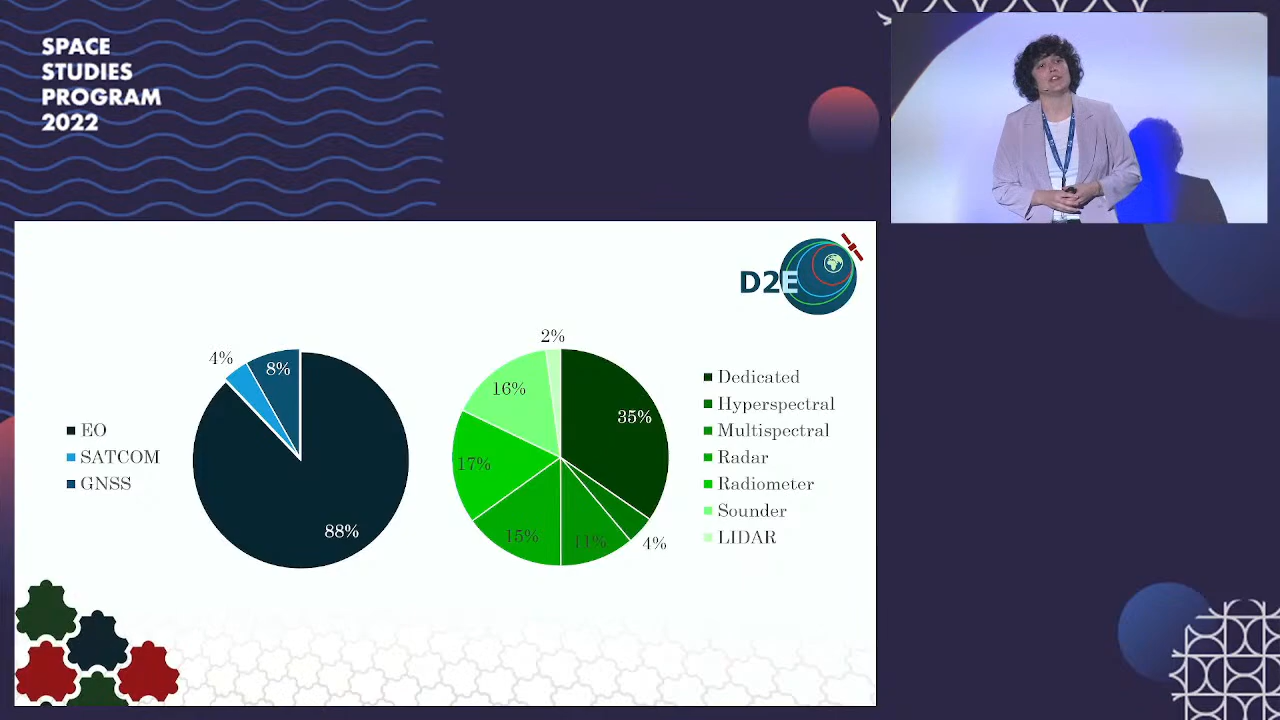 SPACE
STUDIES
PROGRAM
2022
D2E
EO
SATCOM
GNSS
4%
8%
88%
2%
16%
35%
17%
15%
11%
4%
Dedicated
Hyperspectral
Multispectral
Radar
Radiometer
Sounder
LIDAR